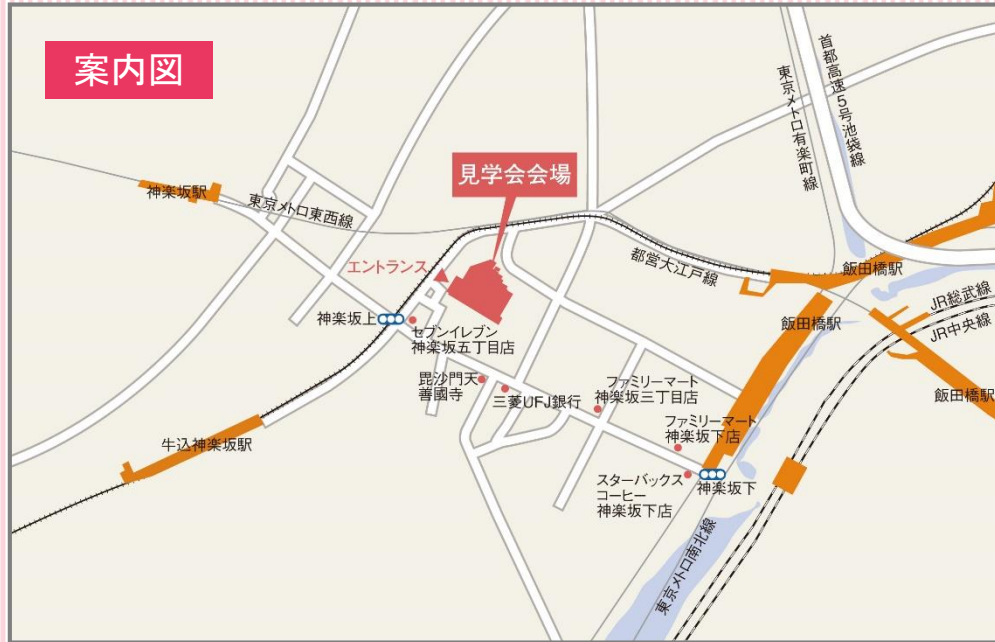 案内図
首都高速5号池袋線
東京メトロ有楽町線
見学会会場
神楽坂駅
東京メトロ東西線
エントランス
都営大江戸線
飯田橋駅
JR総武線
JR中央線
飯田橋駅
飯田橋駅
神楽坂上
セブンイレブン
神楽坂五丁目店
毘沙門天
善國寺
三菱UFJ銀行
ファミリーマート
神楽坂三丁目店
ファミリーマート
神楽坂下店
牛込神楽坂駅
スターバックス
コーヒー
神楽坂下店
神楽坂下
東京メトロ南北線